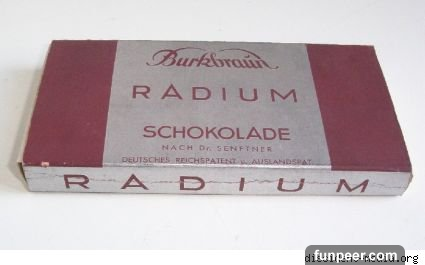 Burkbraun
RADIUM
SCHOKOLADE
NACH Dr. SENFTNER
DEUTSCHES REICHSPATENT u. AUSLANDSPAT.
RADIUM
funpeer.com